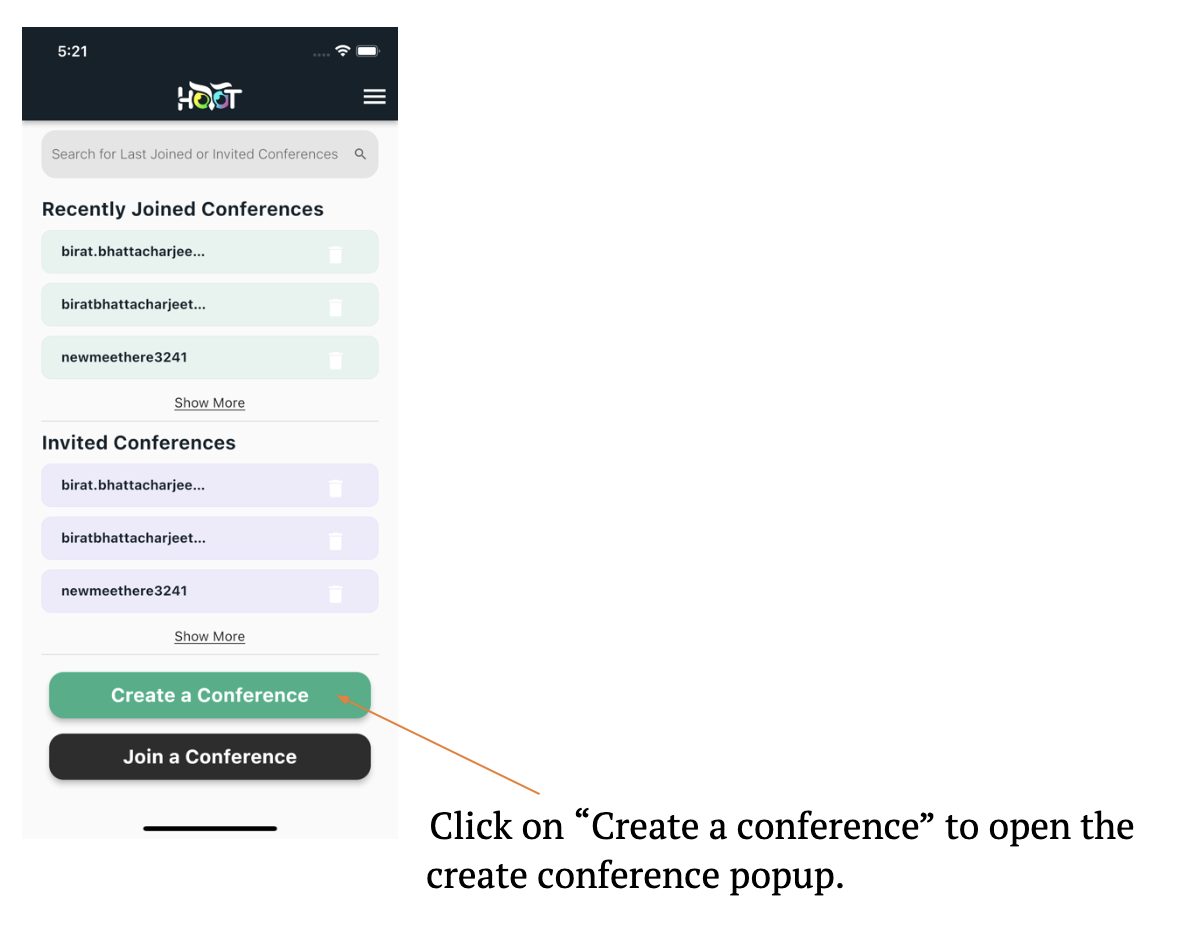 5:21
HOOT
Search for Last Joined or Invited Conferences
Recently Joined Conferences
birat.bhattacharjee...
biratbhattacharjeet...
newmeethere3241
Show More
Invited Conferences
birat.bhattacharjee...
biratbhattacharjeet...
newmeethere3241
Show More
Create a Conference
Join a Conference
Click on “Create a conference” to open the
create conference popup.